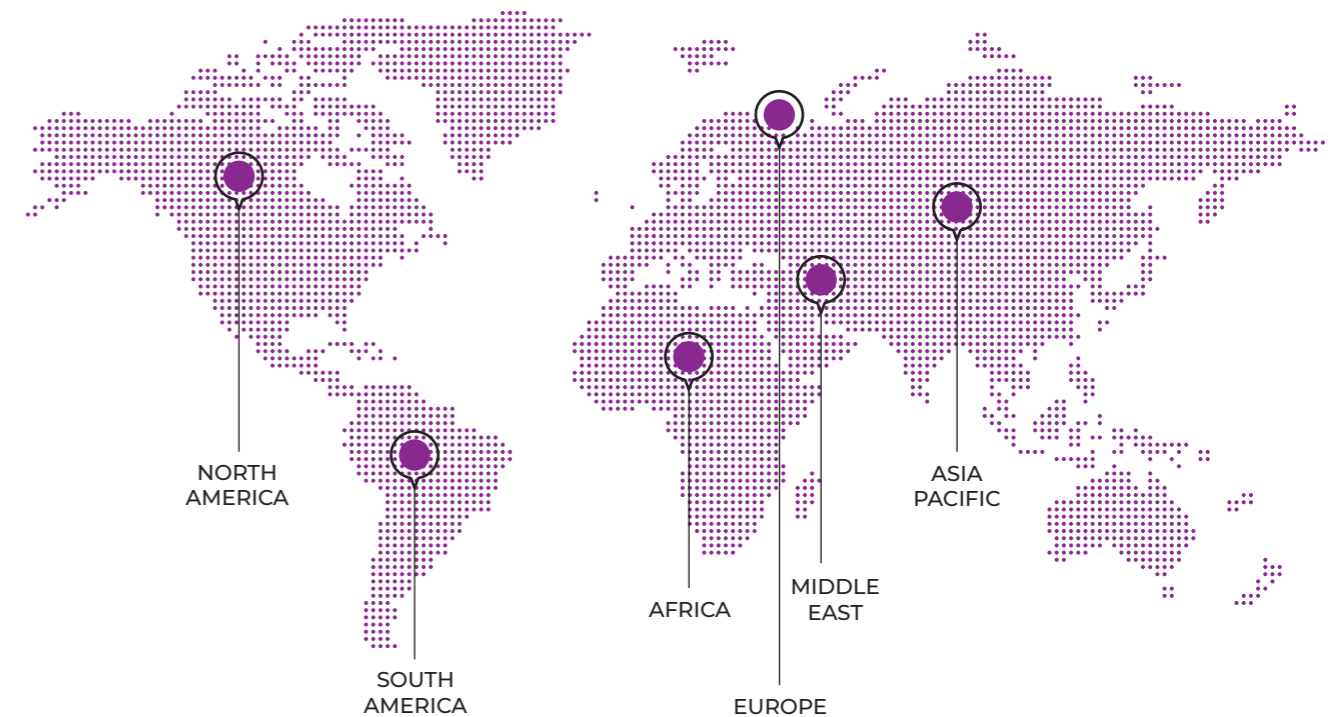 NORTH
AMERICA
SOUTH
AMERICA
AFRICA
EUROPE
MIDDLE
EAST
ASIA
PACIFIC